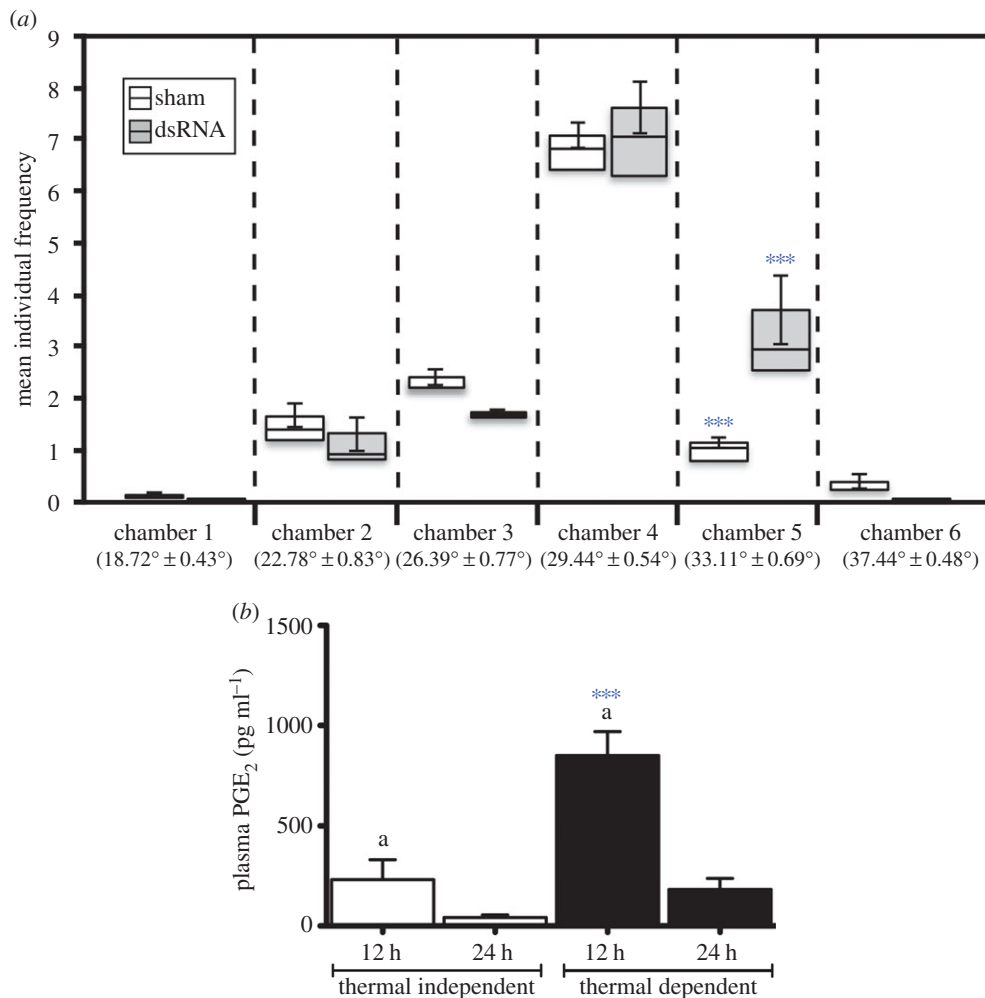 (a)
9
8
7
6
5
4
3
2
1
0
mean individual frequency
sham
dsRNA
***
***
chamber 1 chamber 2 chamber 3 chamber 4 chamber 5 chamber 6
(18.72° ± 0.43°) (22.78° ± 0.83°) (26.39° ± 0.77°) (29.44° ± 0.54°) (33.11° ± 0.69°) (37.44° ± 0.48°)
(b)
1500
1000
500
0
plasma PGE2 (pg ml−1)
***
a
a
12 h 24 h 12 h 24 h
thermal independent thermal dependent